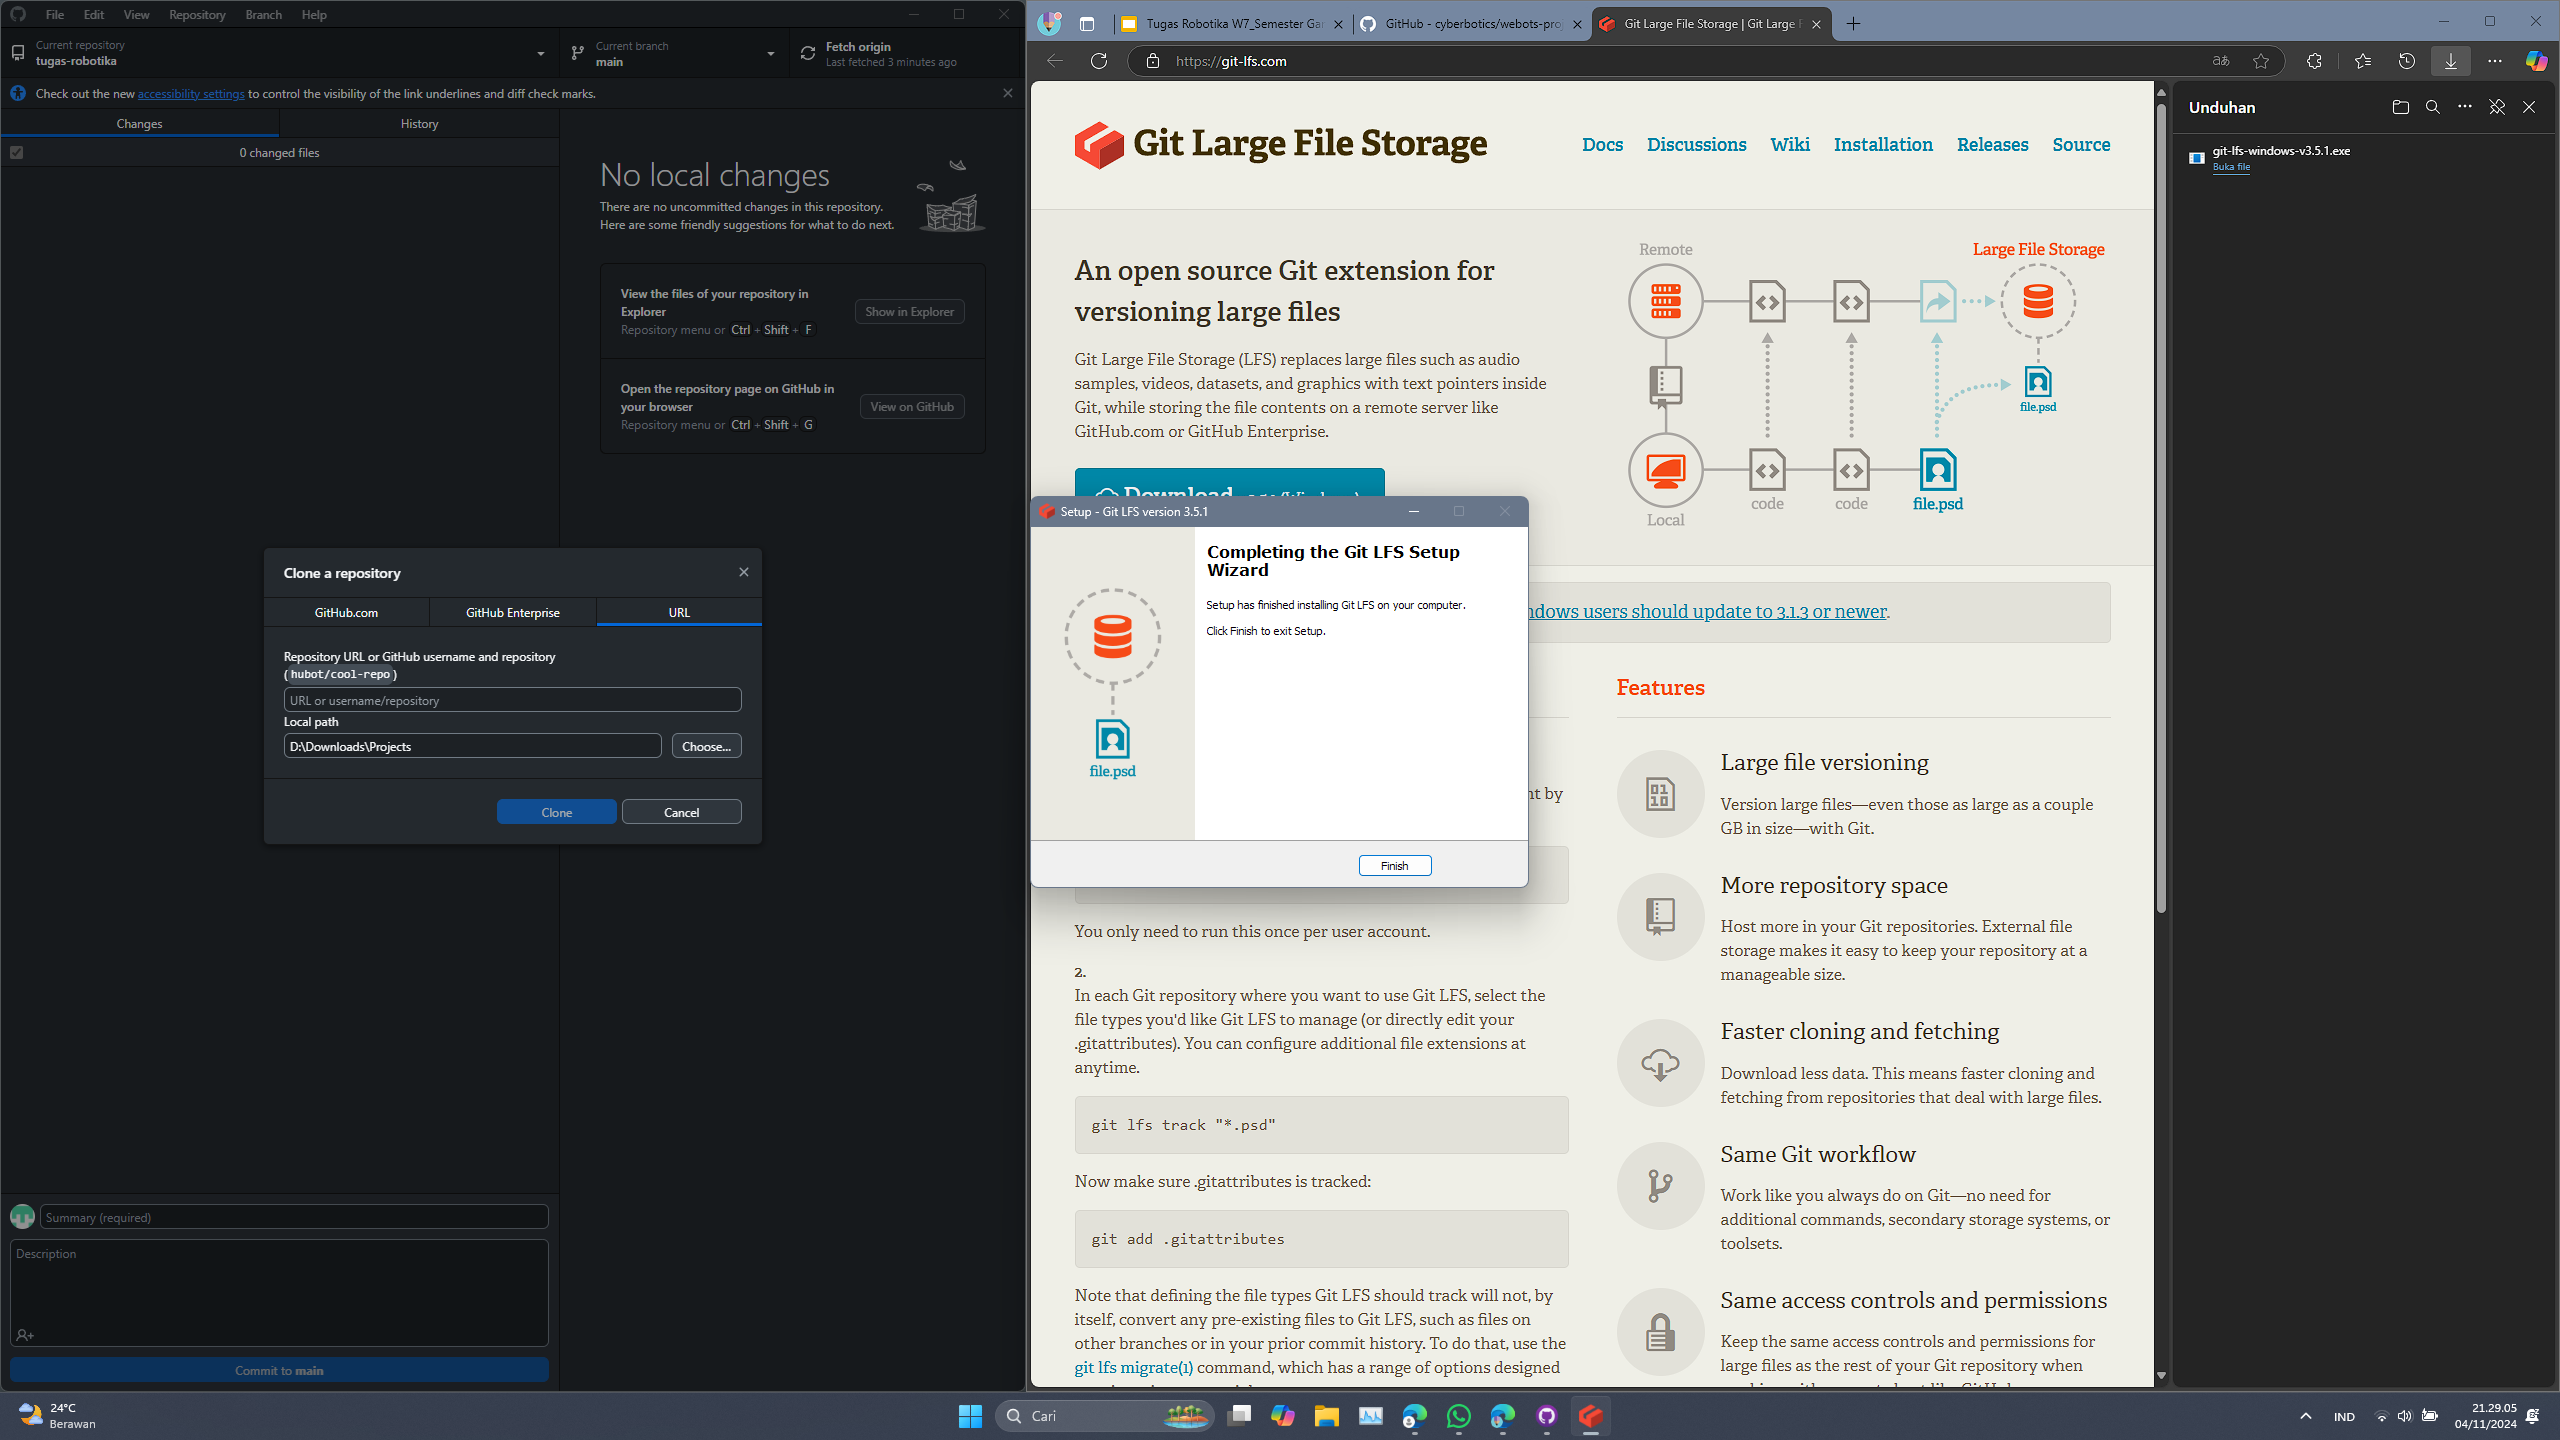 File Edit View Repository Branch Help
Current repository
tugas-robotika
Current branch
main
Fetch origin
Last fetched 3 minutes ago
Check out the new accessibility settings to control the visibility of the link underlines and diff check marks.
Changes
History
0 changed files
No local changes
There are no uncommitted changes in this repository.
Here are some friendly suggestions for what to do next.
View the files of your repository in
Explorer
Repository menu or Ctrl + Shift + F
Show in Explorer
Open the repository page on GitHub in
your browser
Repository menu or Ctrl + Shift + G
View on GitHub
Clone a repository
GitHub.com
GitHub Enterprise
URL
Repository URL or GitHub username and repository
(hubot/cool-repo)
URL or username/repository
Local path
D:\Downloads\Projects
Choose...
Clone
Cancel
Summary (required)
Description
Commit to main
Tugas Robotika W7_Semester Gan
GitHub - cyberbotics/webots-pro
Git Large File Storage | Git Large F
https://git-lfs.com
Git Large File Storage
Docs Discussions Wiki Installation Releases Source
An open source Git extension for
versioning large files
Git Large File Storage (LFS) replaces large files such as audio
samples, videos, datasets, and graphics with text pointers inside
Git, while storing the file contents on a remote server like
GitHub.com or GitHub Enterprise.
Download
Remote
Large File Storage
file.psd
code
code
file.psd
Local
Setup - Git LFS version 3.5.1
Completing the Git LFS Setup
Wizard
Setup has finished installing Git LFS on your computer.
Click Finish to exit Setup.
file.psd
Finish
ndows users should update to 3.1.3 or newer.
nt by
You only need to run this once per user account.
2.
In each Git repository where you want to use Git LFS, select the
file types you'd like Git LFS to manage (or directly edit your
.gitattributes). You can configure additional file extensions at
anytime.
git lfs track "*.psd"
Now make sure .gitattributes is tracked:
git add .gitattributes
Note that defining the file types Git LFS should track will not, by
itself, convert any pre-existing files to Git LFS, such as files on
other branches or in your prior commit history. To do that, use the
git lfs migrate(1) command, which has a range of options designed
Features
Large file versioning
Version large files—even those as large as a couple
GB in size—with Git.
More repository space
Host more in your Git repositories. External file
storage makes it easy to keep your repository at a
manageable size.
Faster cloning and fetching
Download less data. This means faster cloning and
fetching from repositories that deal with large files.
Same Git workflow
Work like you always do on Git—no need for
additional commands, secondary storage systems, or
toolsets.
Same access controls and permissions
Keep the same access controls and permissions for
large files as the rest of your Git repository when
Unduhan
git-lfs-windows-v3.5.1.exe
Buka file
24°C
Berawan
Cari
IND
21.29.05
04/11/2024